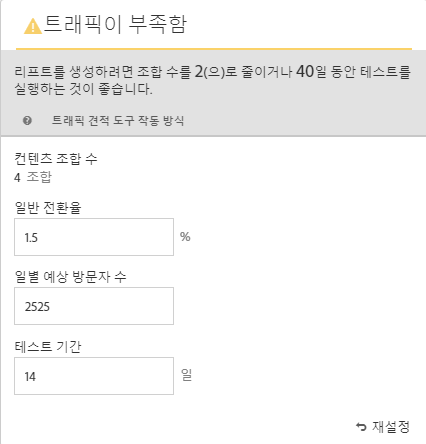 트래픽이 부족함
리프트를 생성하려면 조합 수를 2(으)로 줄이거나 40일 동안 테스트를
실행하는 것이 좋습니다.
트래픽 견적 도구 작동 방식
컨텐츠 조합 수
4 조합
일반 전환율
1.5 %
일별 예상 방문자 수
2525
테스트 기간
14 일
재설정